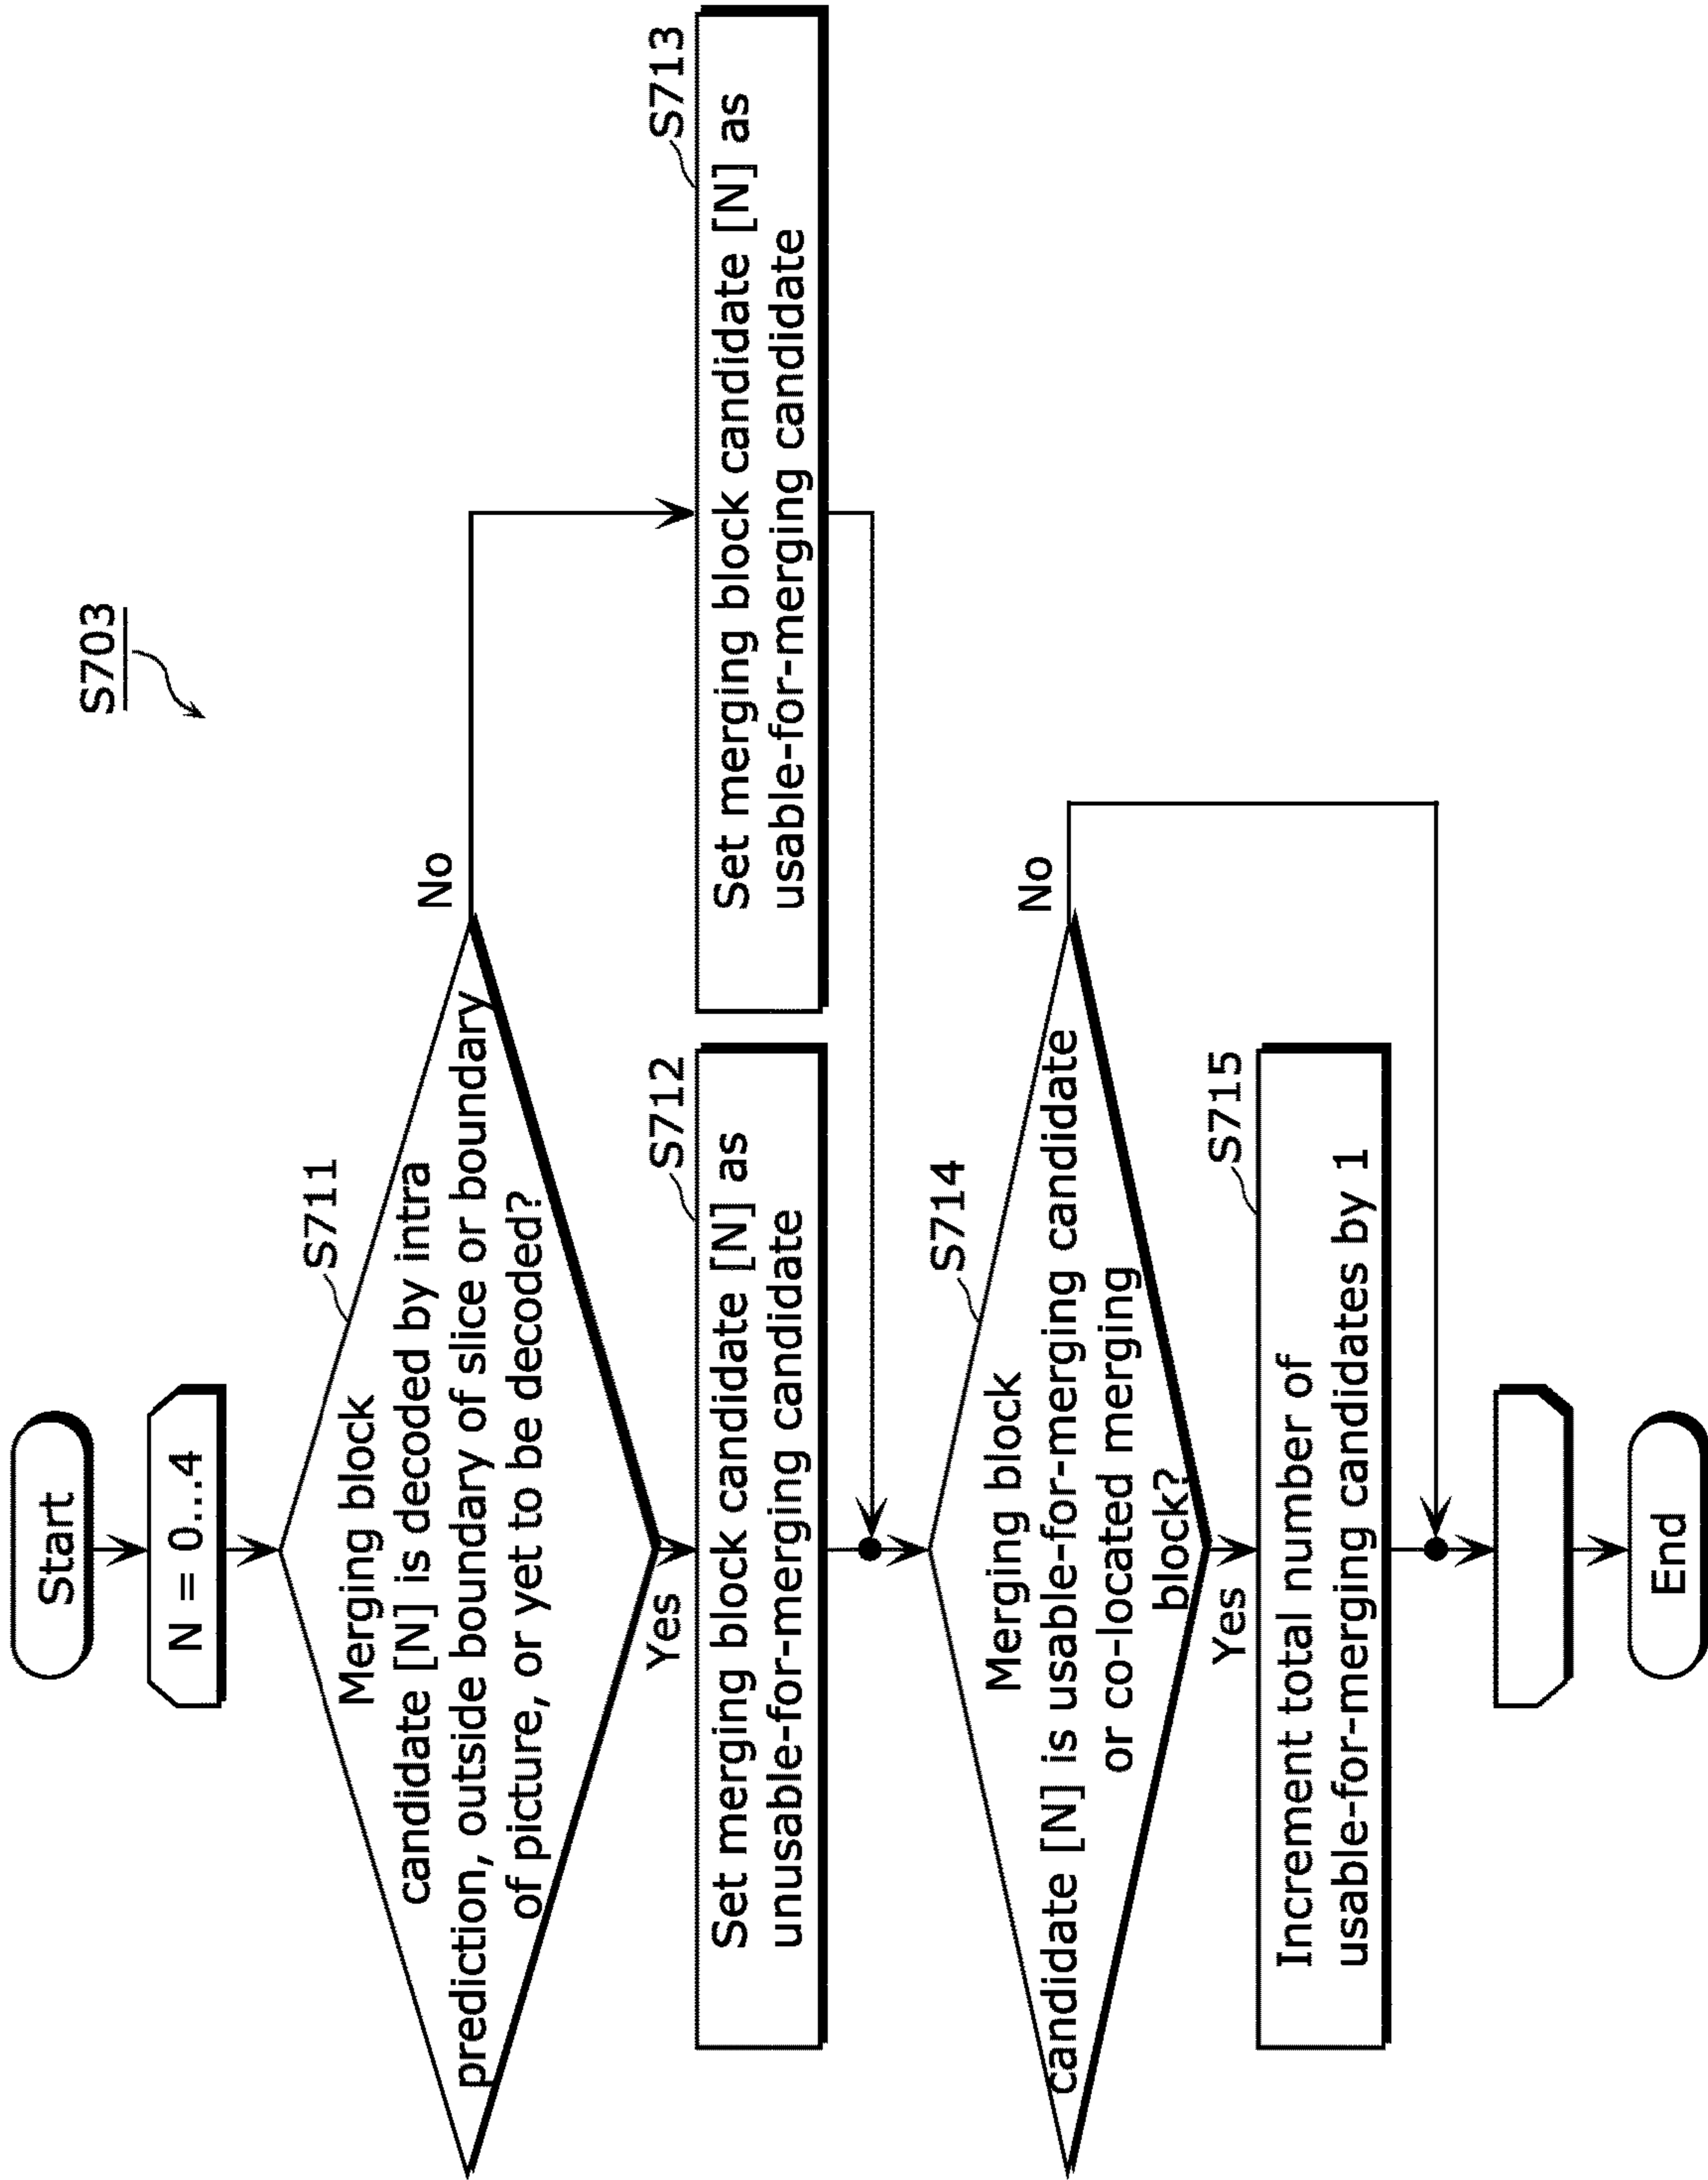 S703
Start
N = 0...4
S711
Merging block
candidate [N] is decoded by intra
prediction, outside boundary of slice or boundary
of picture, or yet to be decoded?
No
Yes
S712
Set merging block candidate [N] as
unusable-for-merging candidate
S713
Set merging block candidate [N] as
usable-for-merging candidate
S714
Merging block
candidate [N] is usable-for-merging candidate
or co-located merging
block?
No
Yes
S715
Increment total number of
usable-for-merging candidates by 1
End